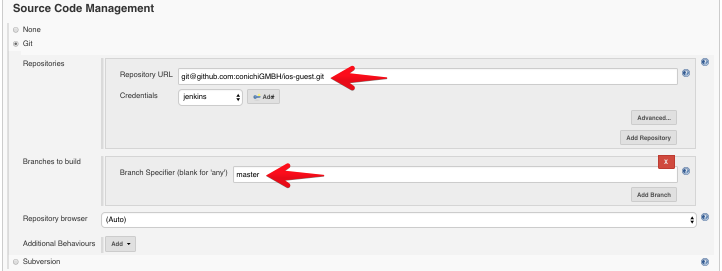 Source Code Management
None
Git
Repositories
Repository URL git@github.com:conichiGMBH/ios-guest.git
Credentials jenkins Add
Advanced...
Add Repository
Branches to build
X
Branch Specifier (blank for 'any') master
Add Branch
Repository browser (Auto)
Additional Behaviours Add
Subversion